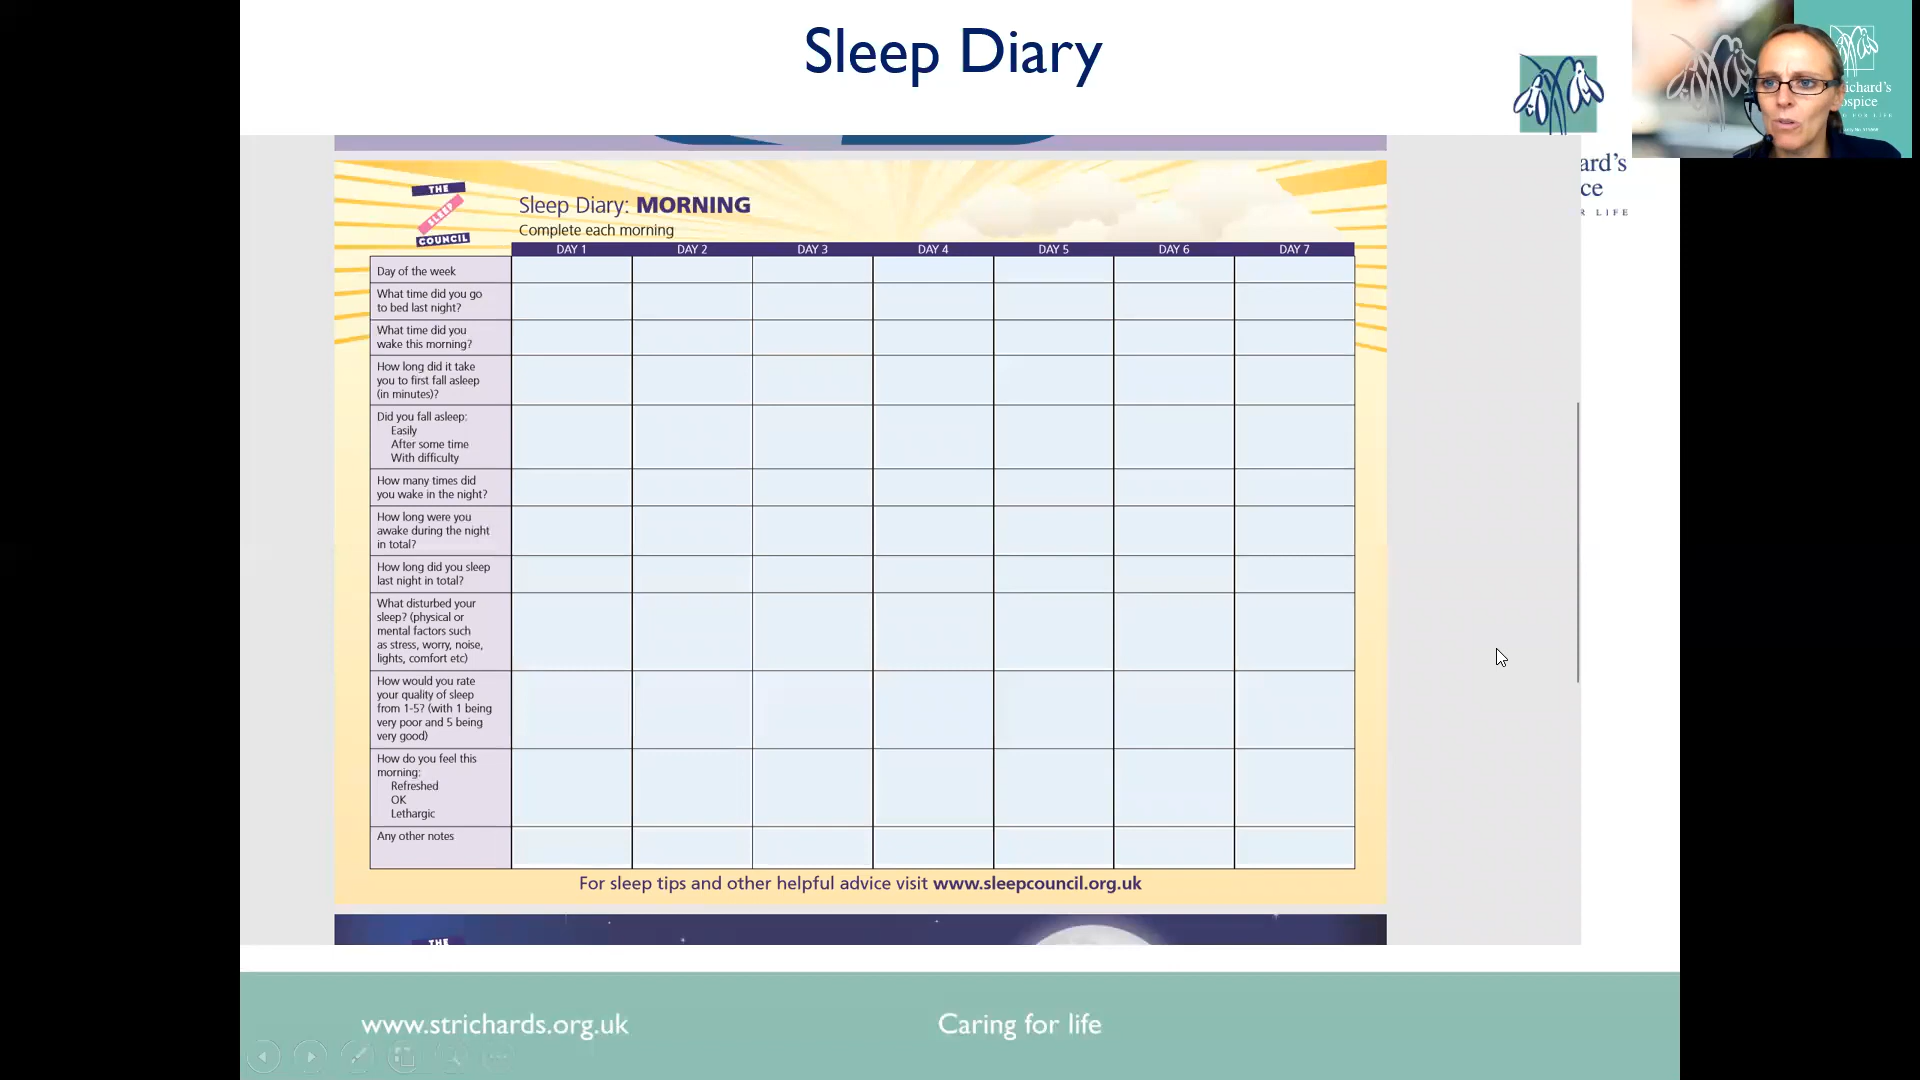 Sleep Diary
ichard's
ospice
ard's
ce
R LIFE
THE
SLEEP
COUNCIL
Sleep Diary: MORNING
Complete each morning
DAY 1 DAY 2 DAY 3 DAY 4 DAY 5 DAY 6 DAY 7
Day of the week
What time did you go
to bed last night?
What time did you
wake this morning?
How long did it take
you to first fall asleep
(in minutes)?
Did you fall asleep:
Easily
After some time
With difficulty
How many times did
you wake in the night?
How long were you
awake during the night
in total?
How long did you sleep
last night in total?
What disturbed your
sleep? (physical or
mental factors such
as stress, worry, noise,
lights, comfort etc)
How would you rate
your quality of sleep
from 1-5? (with 1 being
very poor and 5 being
very good)
How do you feel this
morning:
Refreshed
OK
Lethargic
Any other notes
For sleep tips and other helpful advice visit www.sleepcouncil.org.uk
THE
www.strichards.org.uk
Caring for life